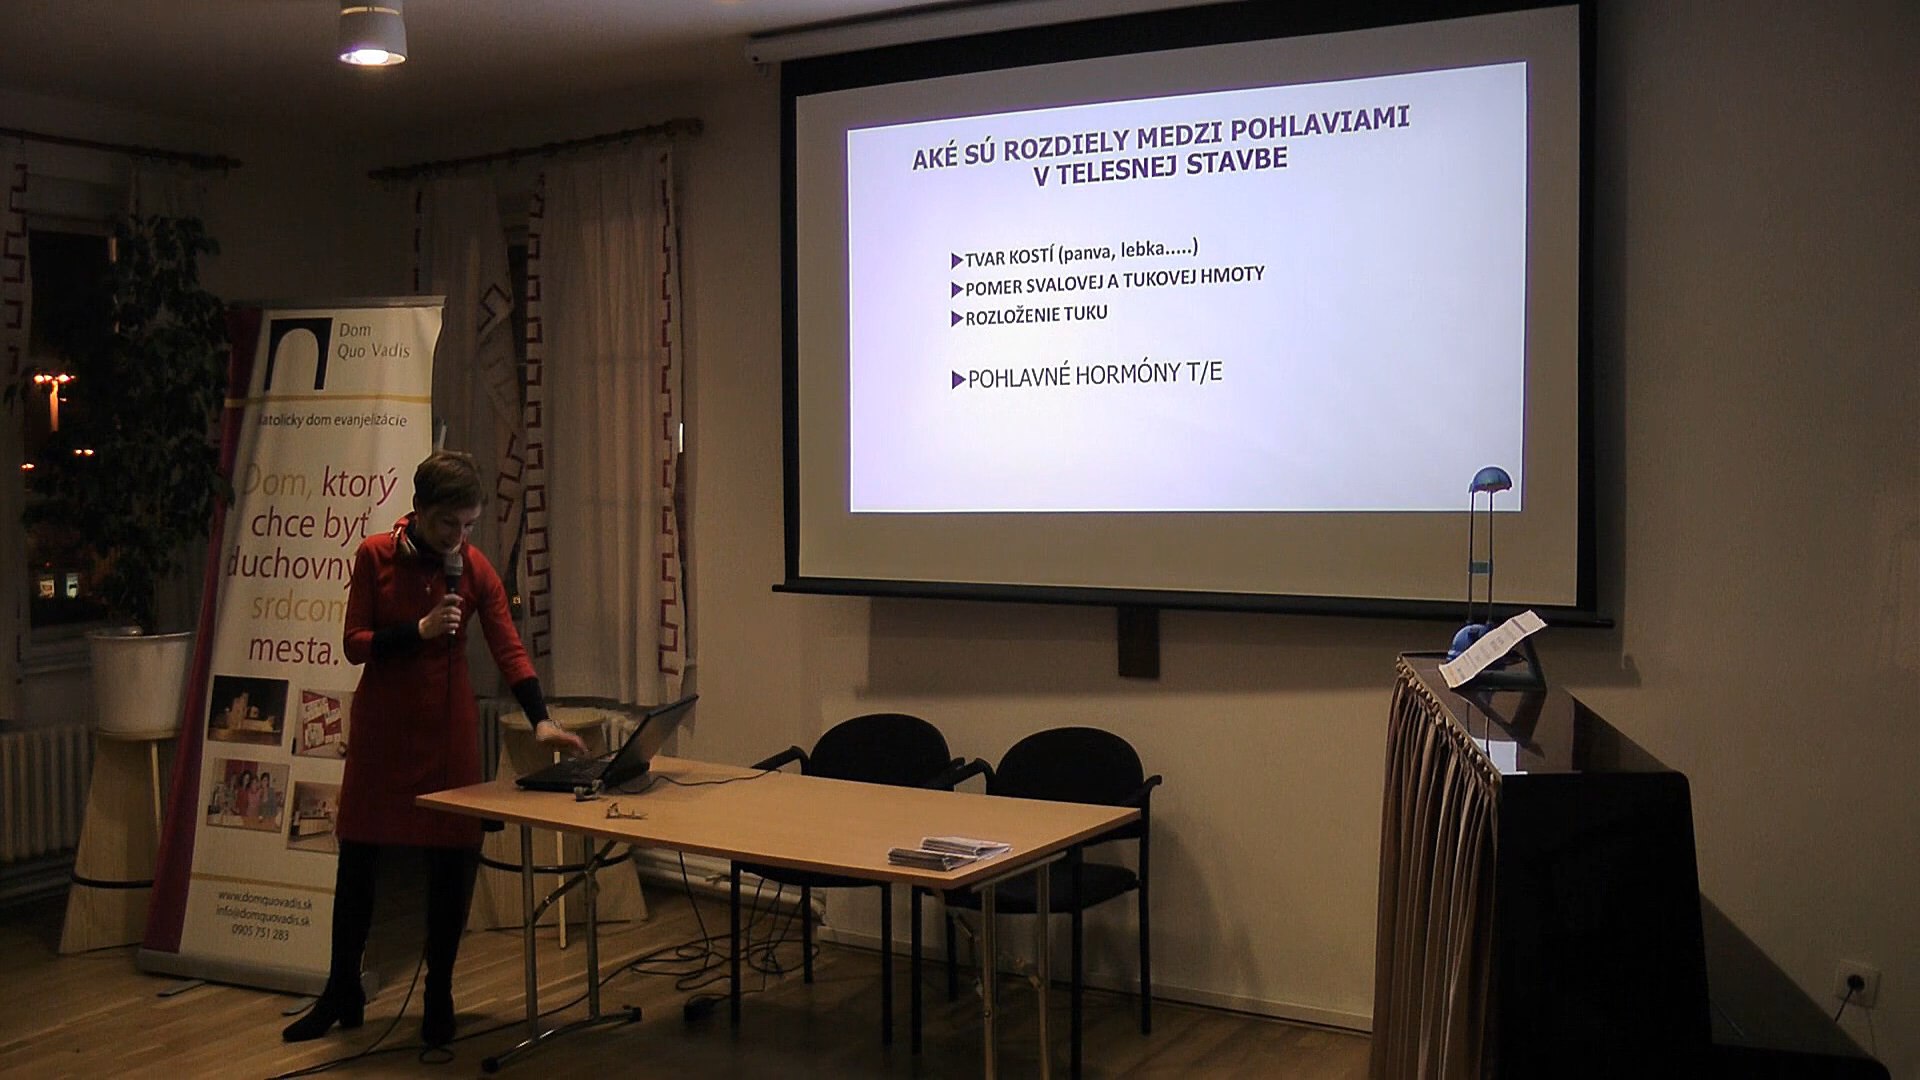 AKÉ SÚ ROZDIELY MEDZI POHLAVIAMI
V TELESNEJ STAVBE
TVAR KOSTÍ (panva, lebka.....)
POMER SVALOVEJ A TUKOVEJ HMOTY
ROZLOŽENIE TUKU
POHLAVNÉ HORMÓNY T/E
Dom
Quo Vadis
katolícky dom evanjelizácie
Dom, ktorý
chce byť
duchovný
srdcom
mesta.
www.domquovadis.sk
info@domquovadis.sk
0905 751 283